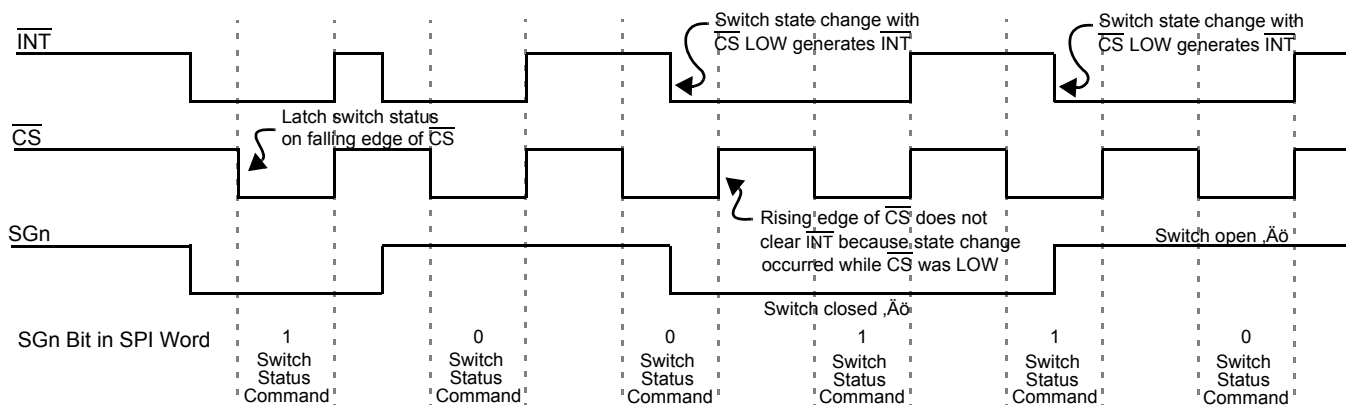 Switch state change with
CS LOW generates INT
Switch state change with
CS LOW generates INT
INT
Latch switch status
on falling edge of CS
CS
Rising edge of CS does not
clear INT because state change
occurred while CS was LOW
SGn
Switch open ‚Äö
Switch closed ‚Äö
SGn Bit in SPI Word
1
Switch
Status
Command
0
Switch
Status
Command
0
Switch
Status
Command
1
Switch
Status
Command
1
Switch
Status
Command
0
Switch
Status
Command